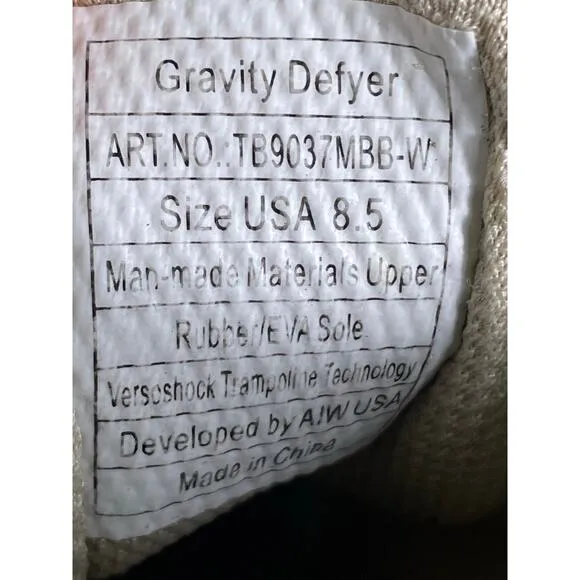 Gravity Defyer
ART.NO.:TB9037MBB-W
Size USA 8.5
Man-made Materials Upper
Rubber/EVA Sole
Versoshock Trampoline Technology
Developed by AIW USA
Made in China